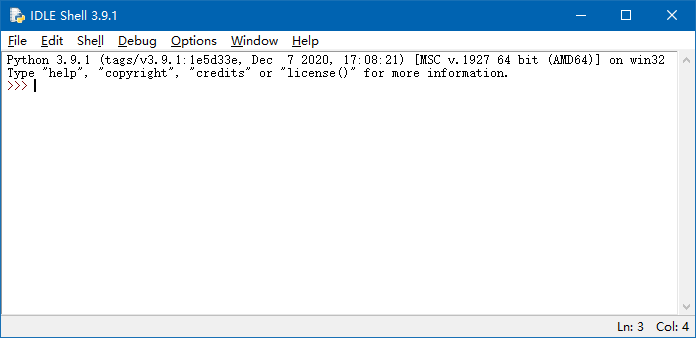 IDLE Shell 3.9.1
File Edit Shell Debug Options Window Help
Python 3.9.1 (tags/v3.9.1:1e5d33e, Dec  7 2020, 17:08:21) [MSC v.1927 64 bit (AMD64)] on win32
Type "help", "copyright", "credits" or "license()" for more information.
>>>
Ln: 3 Col: 4